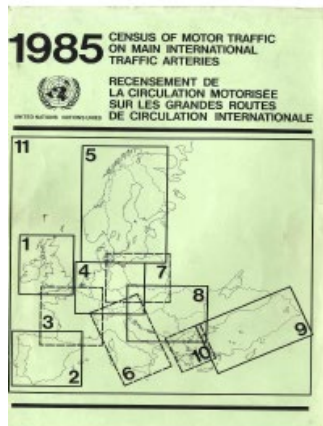 1985
CENSUS OF MOTOR TRAFFIC
ON MAIN INTERNATIONAL
TRAFFIC ARTERIES
RECENSEMENT DE
LA CIRCULATION MOTORISÉE
SUR LES GRANDES ROUTES
DE CIRCULATION INTERNATIONALE
UNITED NATIONS NATIONS UNIES
11
5
1
4
7
3
8
2
6
10
9